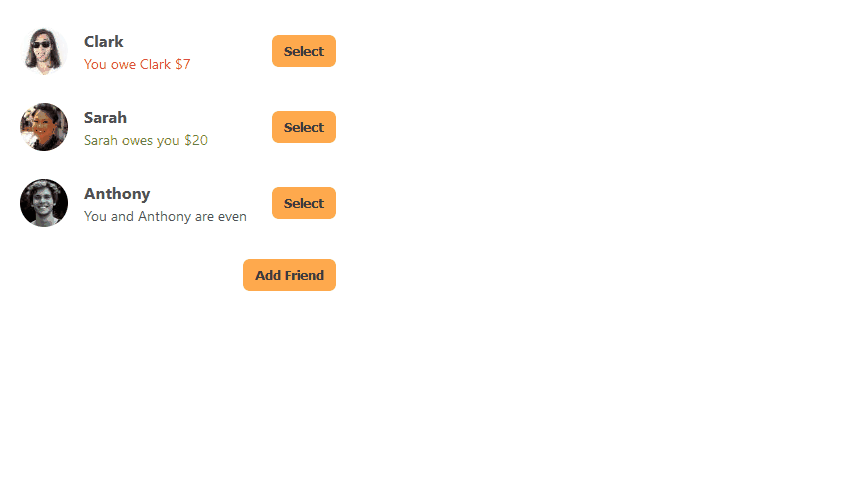 Clark
You owe Clark $7
Select
Sarah
Sarah owes you $20
Select
Anthony
You and Anthony are even
Select
Add Friend